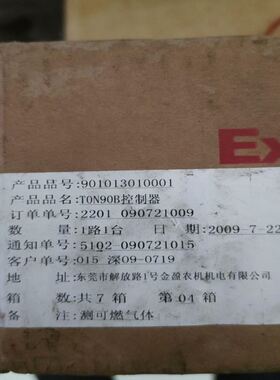 Ex
产品品号:901013010001
产品品名:TON90B控制器
订单单号:2201 090721009
数    量:1路1台    日    期:2009-7-22
通知单号:5102-090721015
客户单号:015 深09-0719
地    址:东莞市解放路1号金盈农机机电有限公司
箱    数:共7 箱    第 04箱
备    注:测可燃气体